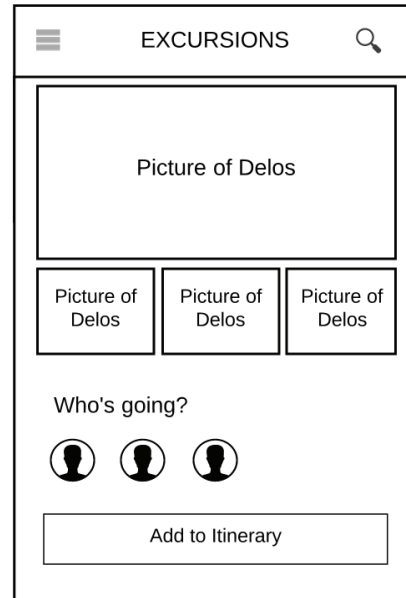 EXCURSIONS
Picture of Delos
Picture of
Delos
Picture of
Delos
Picture of
Delos
Who's going?
Add to Itinerary